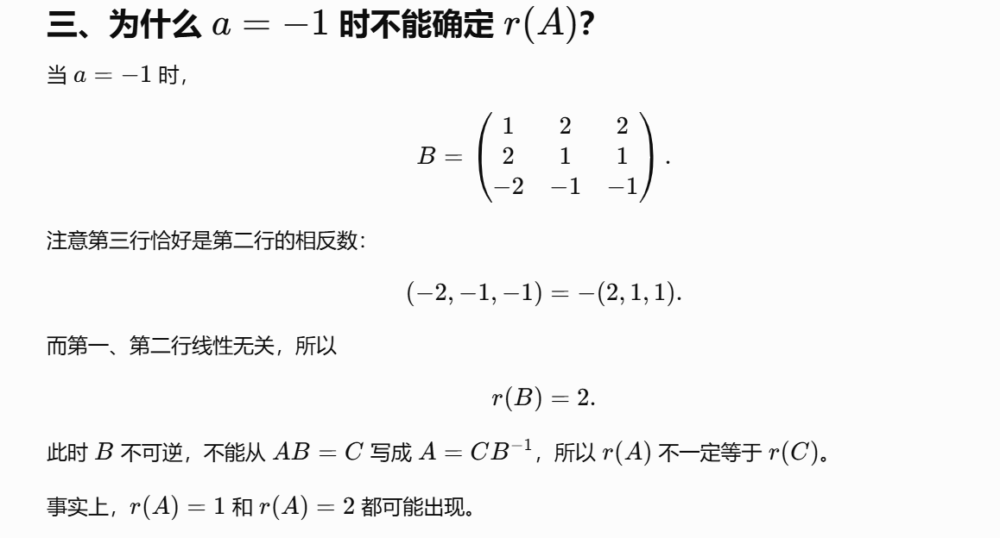 三、为什么 a = −1 时不能确定 r(A)?
当 a = −1 时,
B = ( 1 2 2
2 1 1
−2 −1 −1 ) .
注意第三行恰好是第二行的相反数:
(−2, −1, −1) = −(2, 1, 1).
而第一、第二行线性无关，所以
r(B) = 2.
此时 B 不可逆，不能从 AB = C 写成 A = CB⁻¹，所以 r(A) 不一定等于 r(C)。
事实上，r(A) = 1 和 r(A) = 2 都可能出现。